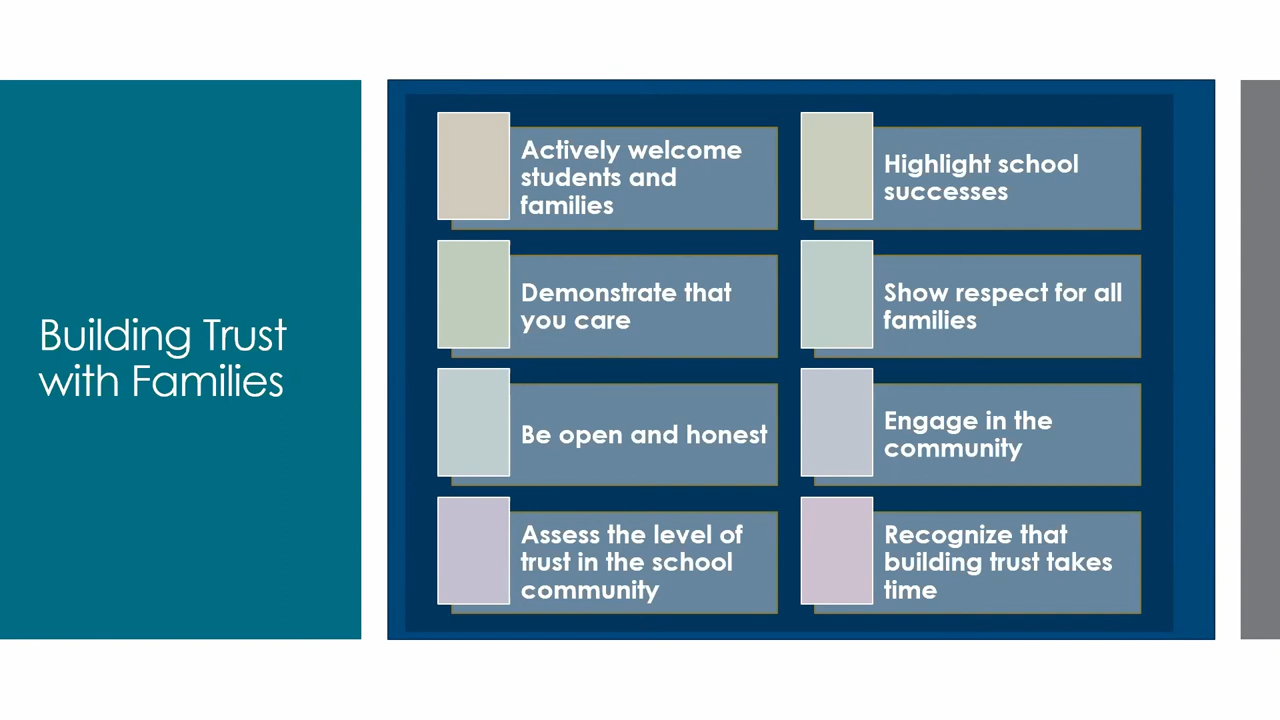 Building Trust
with Families
Actively welcome
students and
families
Highlight school
successes
Demonstrate that
you care
Show respect for all
families
Be open and honest
Engage in the
community
Assess the level of
trust in the school
community
Recognize that
building trust takes
time